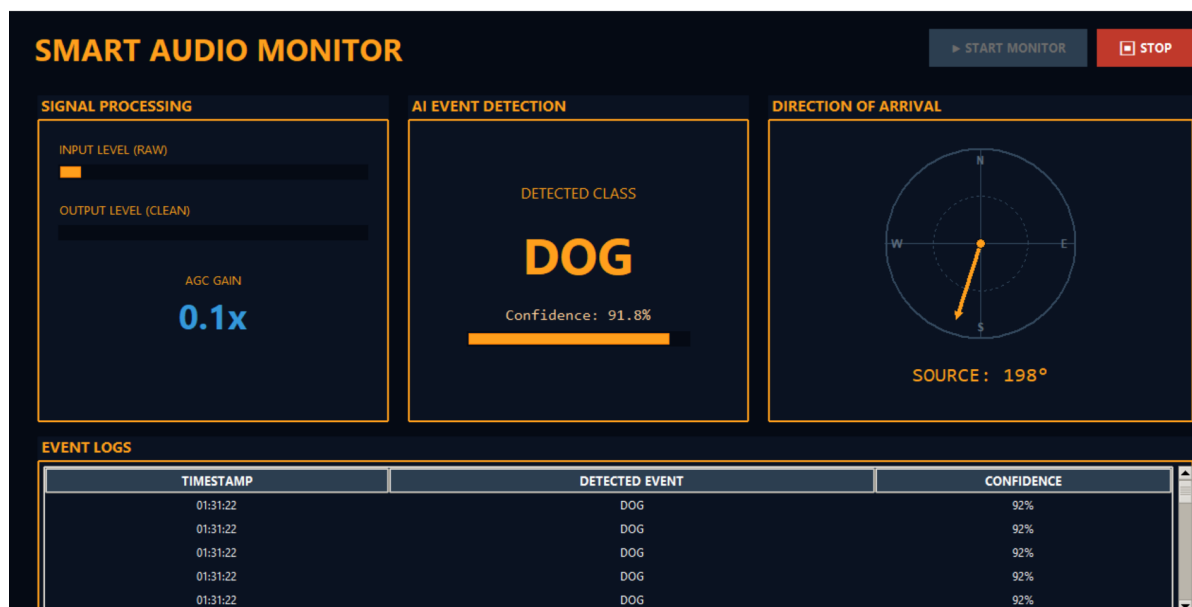 SMART AUDIO MONITOR
► START MONITOR
STOP
SIGNAL PROCESSING
INPUT LEVEL (RAW)
OUTPUT LEVEL (CLEAN)
AGC GAIN
0.1x
AI EVENT DETECTION
DETECTED CLASS
DOG
Confidence: 91.8%
DIRECTION OF ARRIVAL
N
W
E
S
SOURCE: 198°
EVENT LOGS
TIMESTAMP DETECTED EVENT CONFIDENCE
01:31:22 DOG 92%
01:31:22 DOG 92%
01:31:22 DOG 92%
01:31:22 DOG 92%
01:31:22 DOG 92%